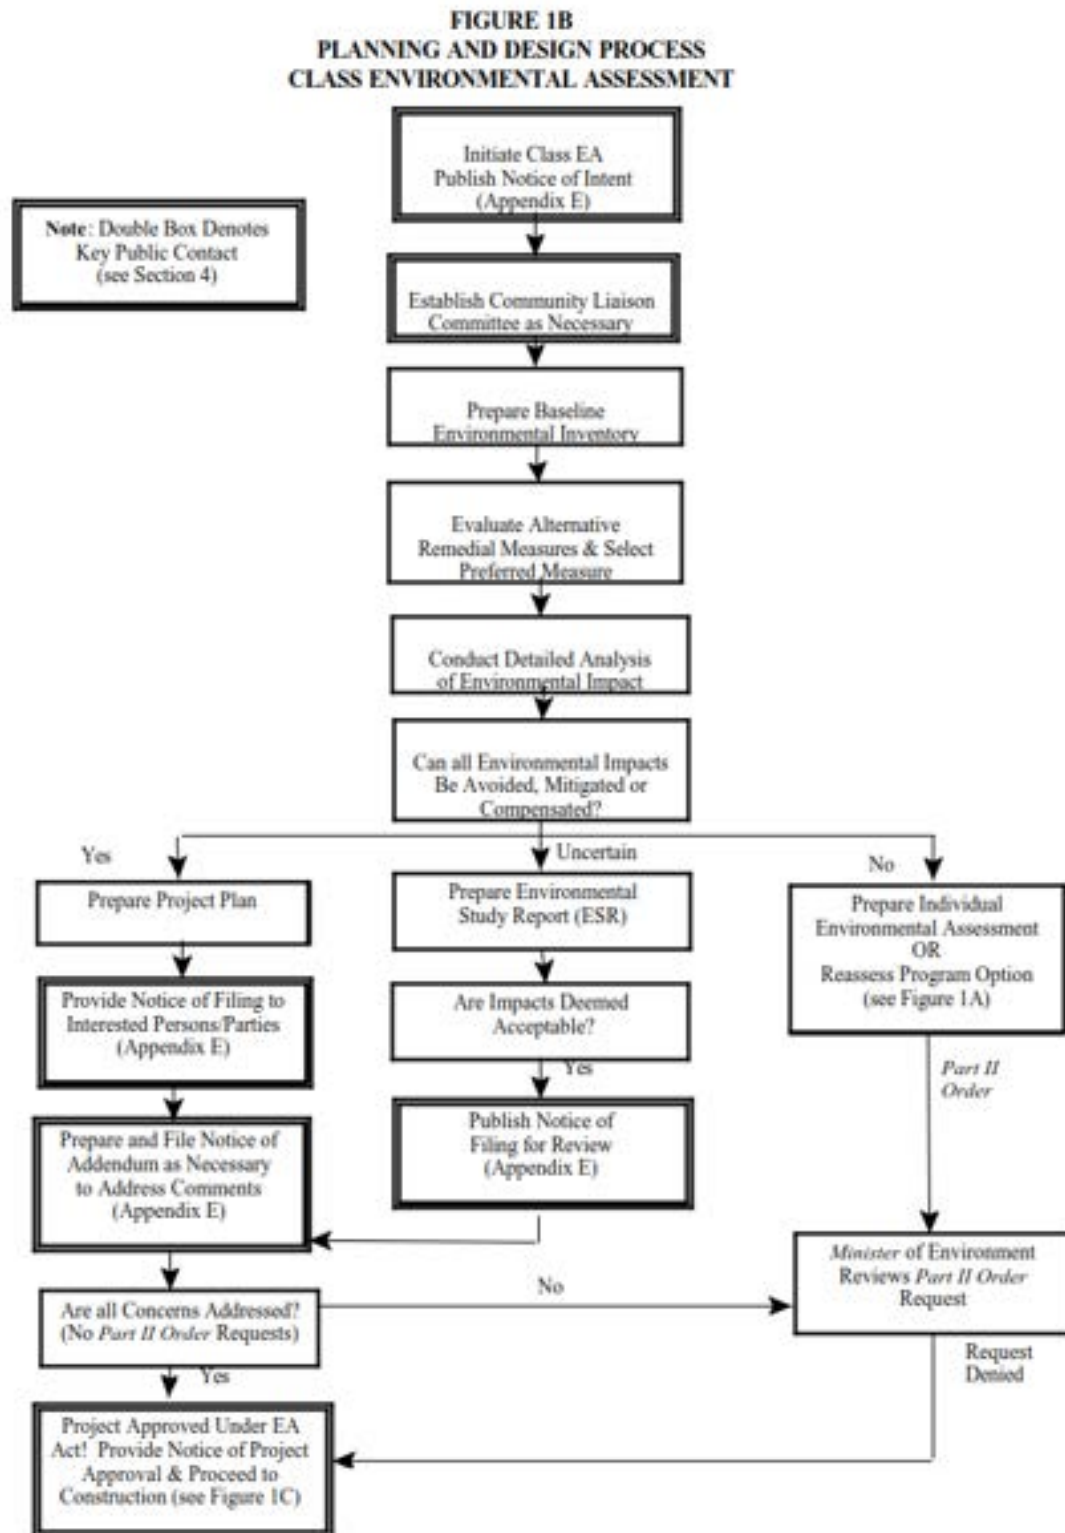 FIGURE 1B
PLANNING AND DESIGN PROCESS
CLASS ENVIRONMENTAL ASSESSMENT
Initiate Class EA
Publish Notice of Intent
(Appendix E)
Note: Double Box Denotes
Key Public Contact
(see Section 4)
Establish Community Liaison
Committee as Necessary
Prepare Baseline
Environmental Inventory
Evaluate Alternative
Remedial Measures & Select
Preferred Measure
Conduct Detailed Analysis
of Environmental Impact
Can all Environmental Impacts
Be Avoided, Mitigated or
Compensated?
Yes
Uncertain
No
Prepare Project Plan
Prepare Environmental
Study Report (ESR)
Prepare Individual
Environmental Assessment
OR
Reassess Program Option
(see Figure 1A)
Provide Notice of Filing to
Interested Persons/Parties
(Appendix E)
Are Impacts Deemed
Acceptable?
Yes
Part II
Order
Prepare and File Notice of
Addendum as Necessary
to Address Comments
(Appendix E)
Publish Notice of
Filing for Review
(Appendix E)
Minister of Environment
Reviews Part II Order
Request
No
Are all Concerns Addressed?
(No Part II Order Requests)
Yes
Request
Denied
Project Approved Under EA
Act! Provide Notice of Project
Approval & Proceed to
Construction (see Figure 1C)